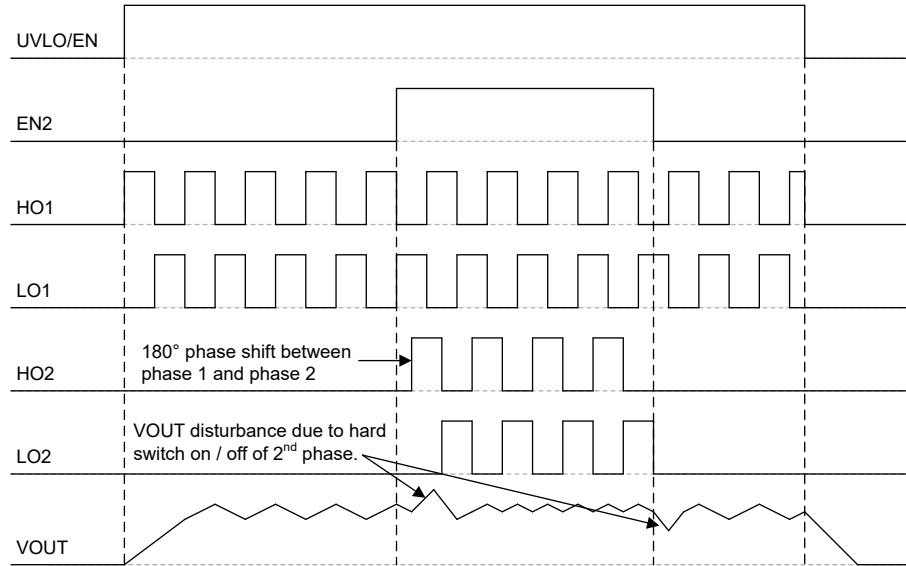 UVLO/EN
EN2
HO1
LO1
180° phase shift between
phase 1 and phase 2
HO2
VOUT disturbance due to hard
switch on / off of 2nd phase.
LO2
VOUT